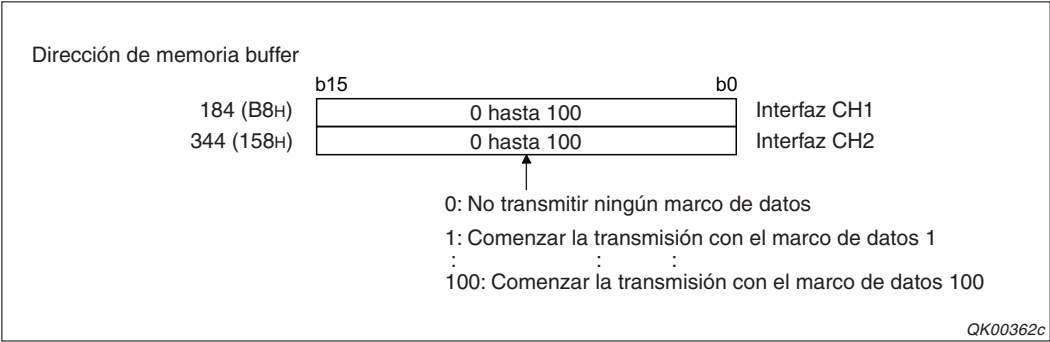 Dirección de memoria buffer
b15 b0
184 (B8H) 0 hasta 100 Interfaz CH1
344 (158H) 0 hasta 100 Interfaz CH2
0: No transmitir ningún marco de datos
1: Comenzar la transmisión con el marco de datos 1
: : :
100: Comenzar la transmisión con el marco de datos 100
QK00362c